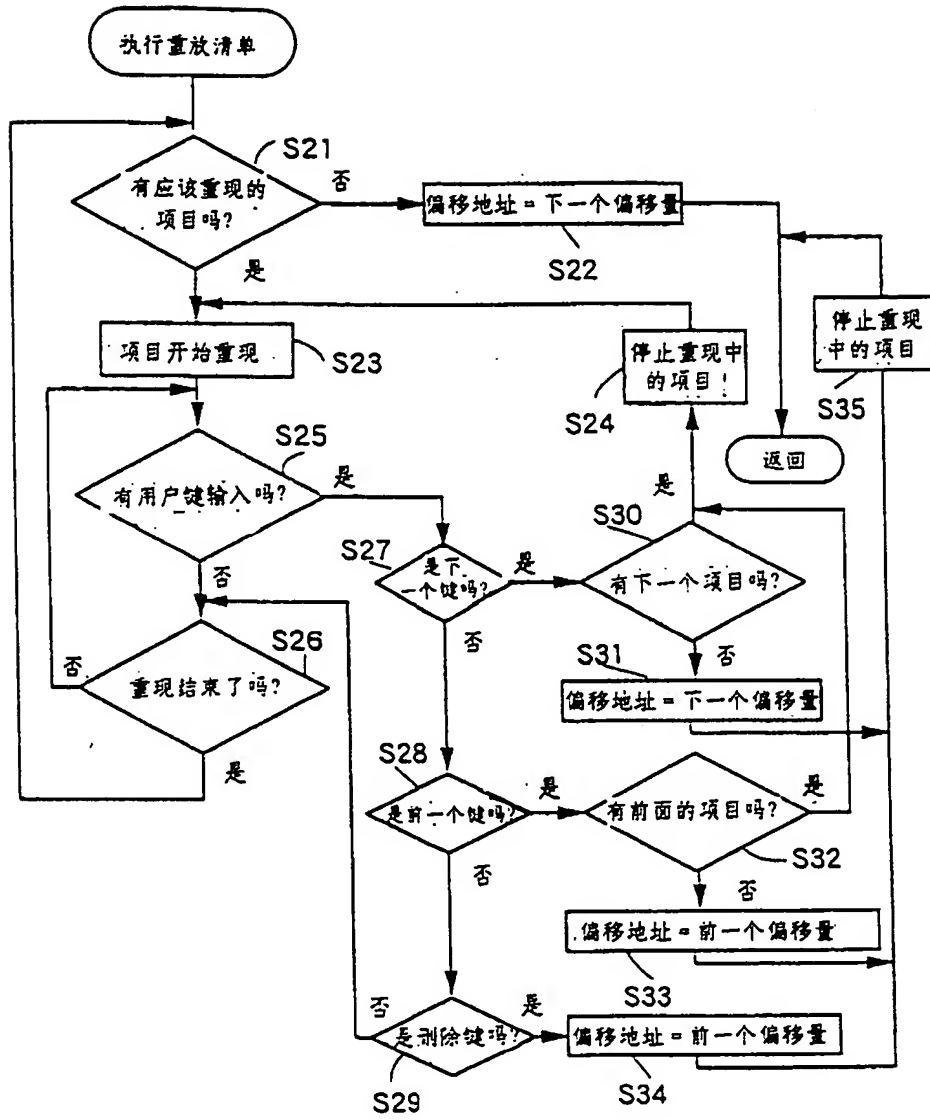 执行重放清单
S21
有应该重现的
项目吗?
否
偏移地址=下一个偏移量
S22
是
项目开始重现
S23
停止重现中
的项目!
S24
停止重现
中的项目
S35
返回
S25
有用户键输入吗?
是
否
是
S30
S27
是下
一个键吗?
是
有下一个项目吗?
否
否
S26
重现结束了吗?
否
是
S31
偏移地址=下一个偏移量
S28
是前一个键吗?
是
有前面的项目吗?
是
S32
否
否
偏移地址=前一个偏移量
S33
否
是删除键吗?
是
偏移地址=前一个偏移量
S29
S34